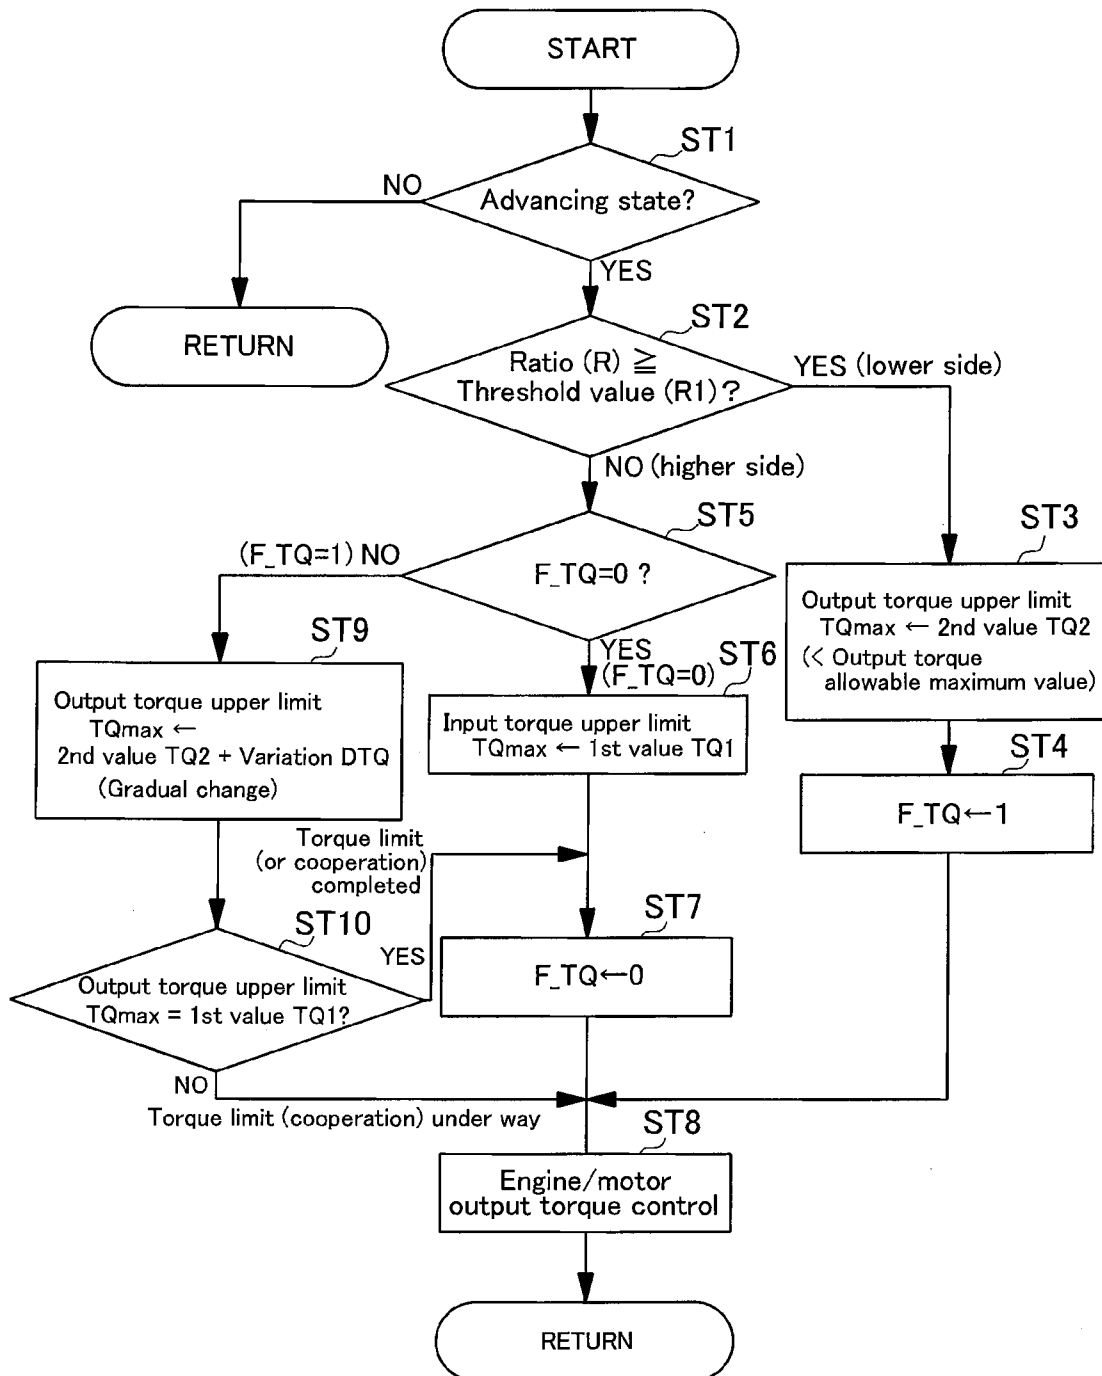 START
ST1
Advancing state?
NO
YES
RETURN
ST2
Ratio (R) ≧
Threshold value (R1)?
YES (lower side)
NO (higher side)
ST5
F_TQ=0 ?
(F_TQ=1) NO
YES
(F_TQ=0)
ST3
Output torque upper limit
TQmax ← 2nd value TQ2
(< Output torque
allowable maximum value)
ST9
Output torque upper limit
TQmax ←
2nd value TQ2 + Variation DTQ
(Gradual change)
ST6
Input torque upper limit
TQmax ← 1st value TQ1
ST4
F_TQ←1
Torque limit
(or cooperation)
completed
ST10
Output torque upper limit
TQmax = 1st value TQ1?
YES
ST7
F_TQ←0
NO
Torque limit (cooperation) under way
ST8
Engine/motor
output torque control
RETURN